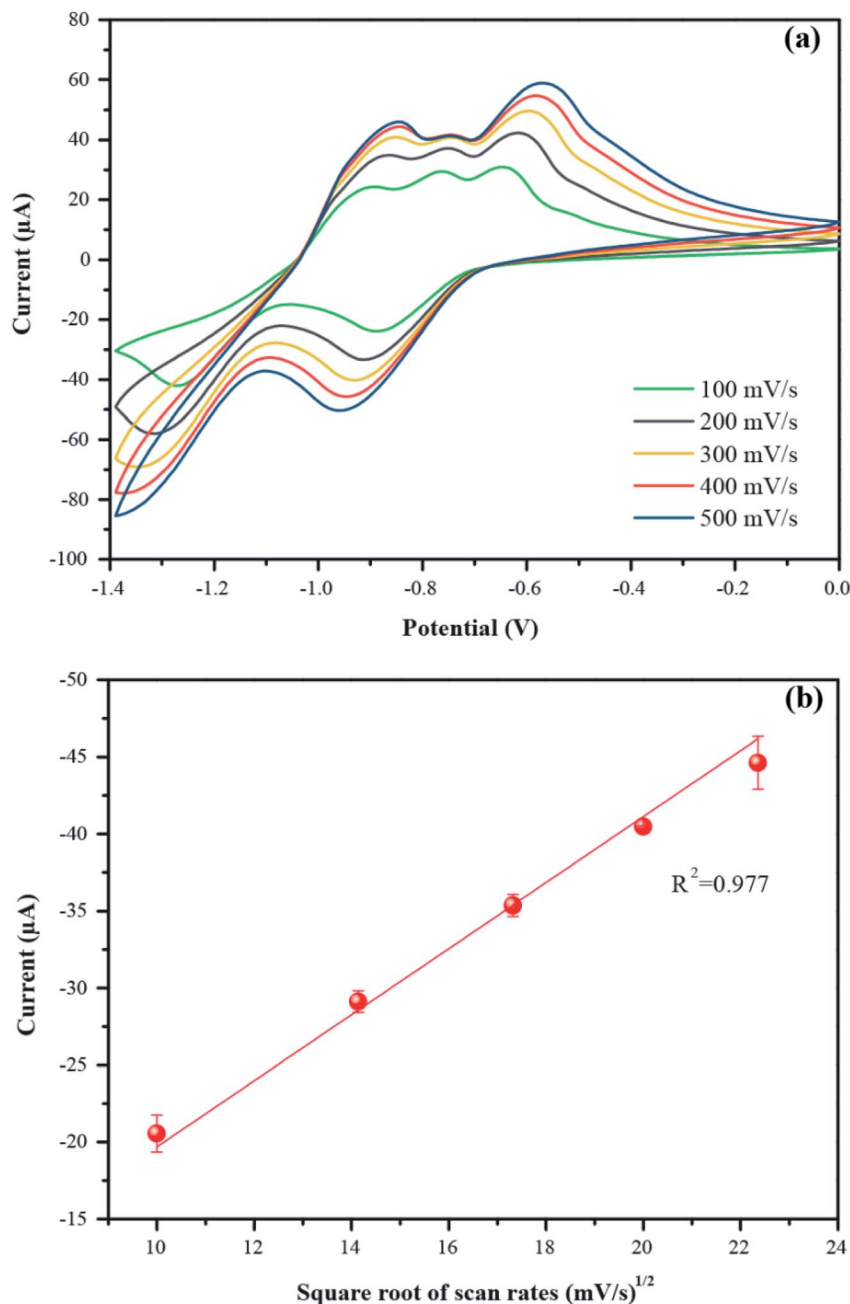 (a)
80
60
40
20
0
-20
-40
-60
-80
-100
Current (µA)
100 mV/s
200 mV/s
300 mV/s
400 mV/s
500 mV/s
-1.4 -1.2 -1.0 -0.8 -0.6 -0.4 -0.2 0.0
Potential (V)
(b)
-50
-45
-40
-35
-30
-25
-20
-15
Current (µA)
R²=0.977
10 12 14 16 18 20 22 24
Square root of scan rates (mV/s)^1/2